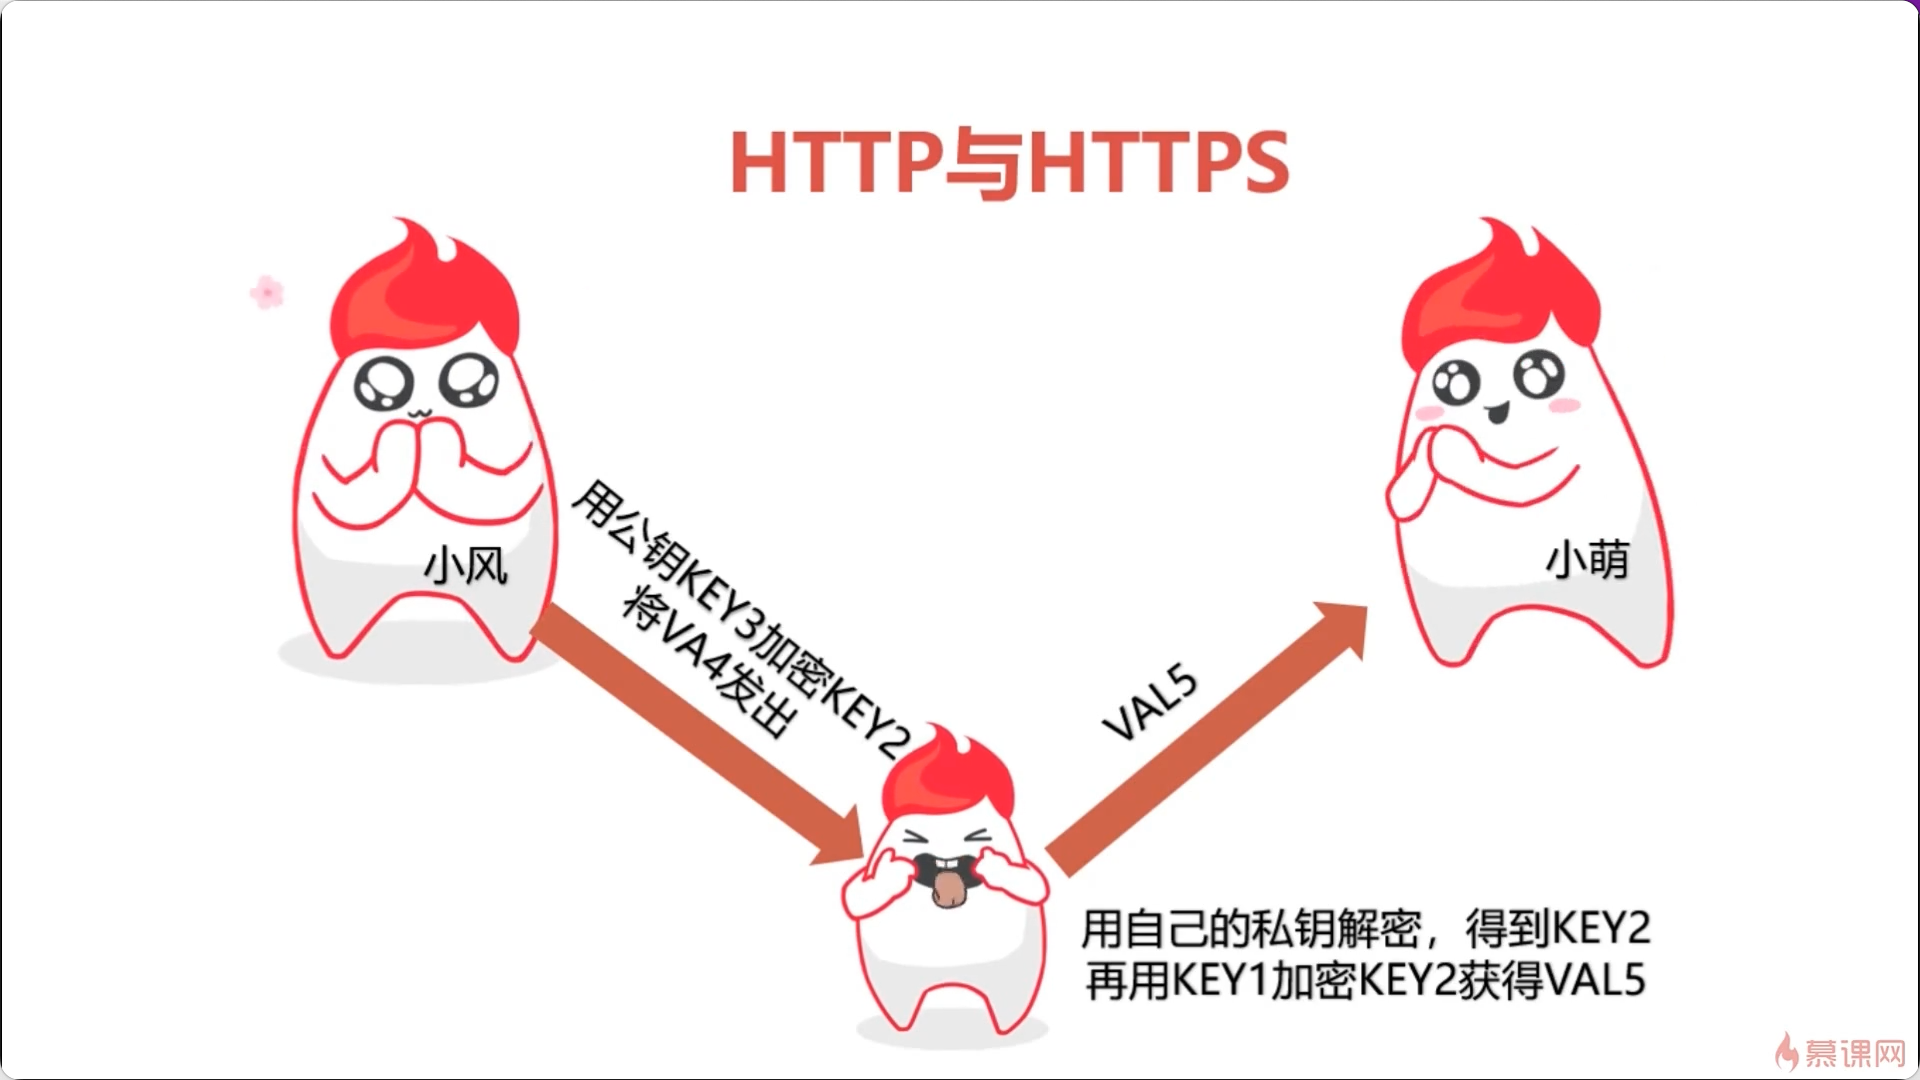 HTTP与HTTPS
小风
小萌
用公钥KEY3加密KEY2
将VA4发出
VAL5
用自己的私钥解密，得到KEY2
再用KEY1加密KEY2获得VAL5
慕课网